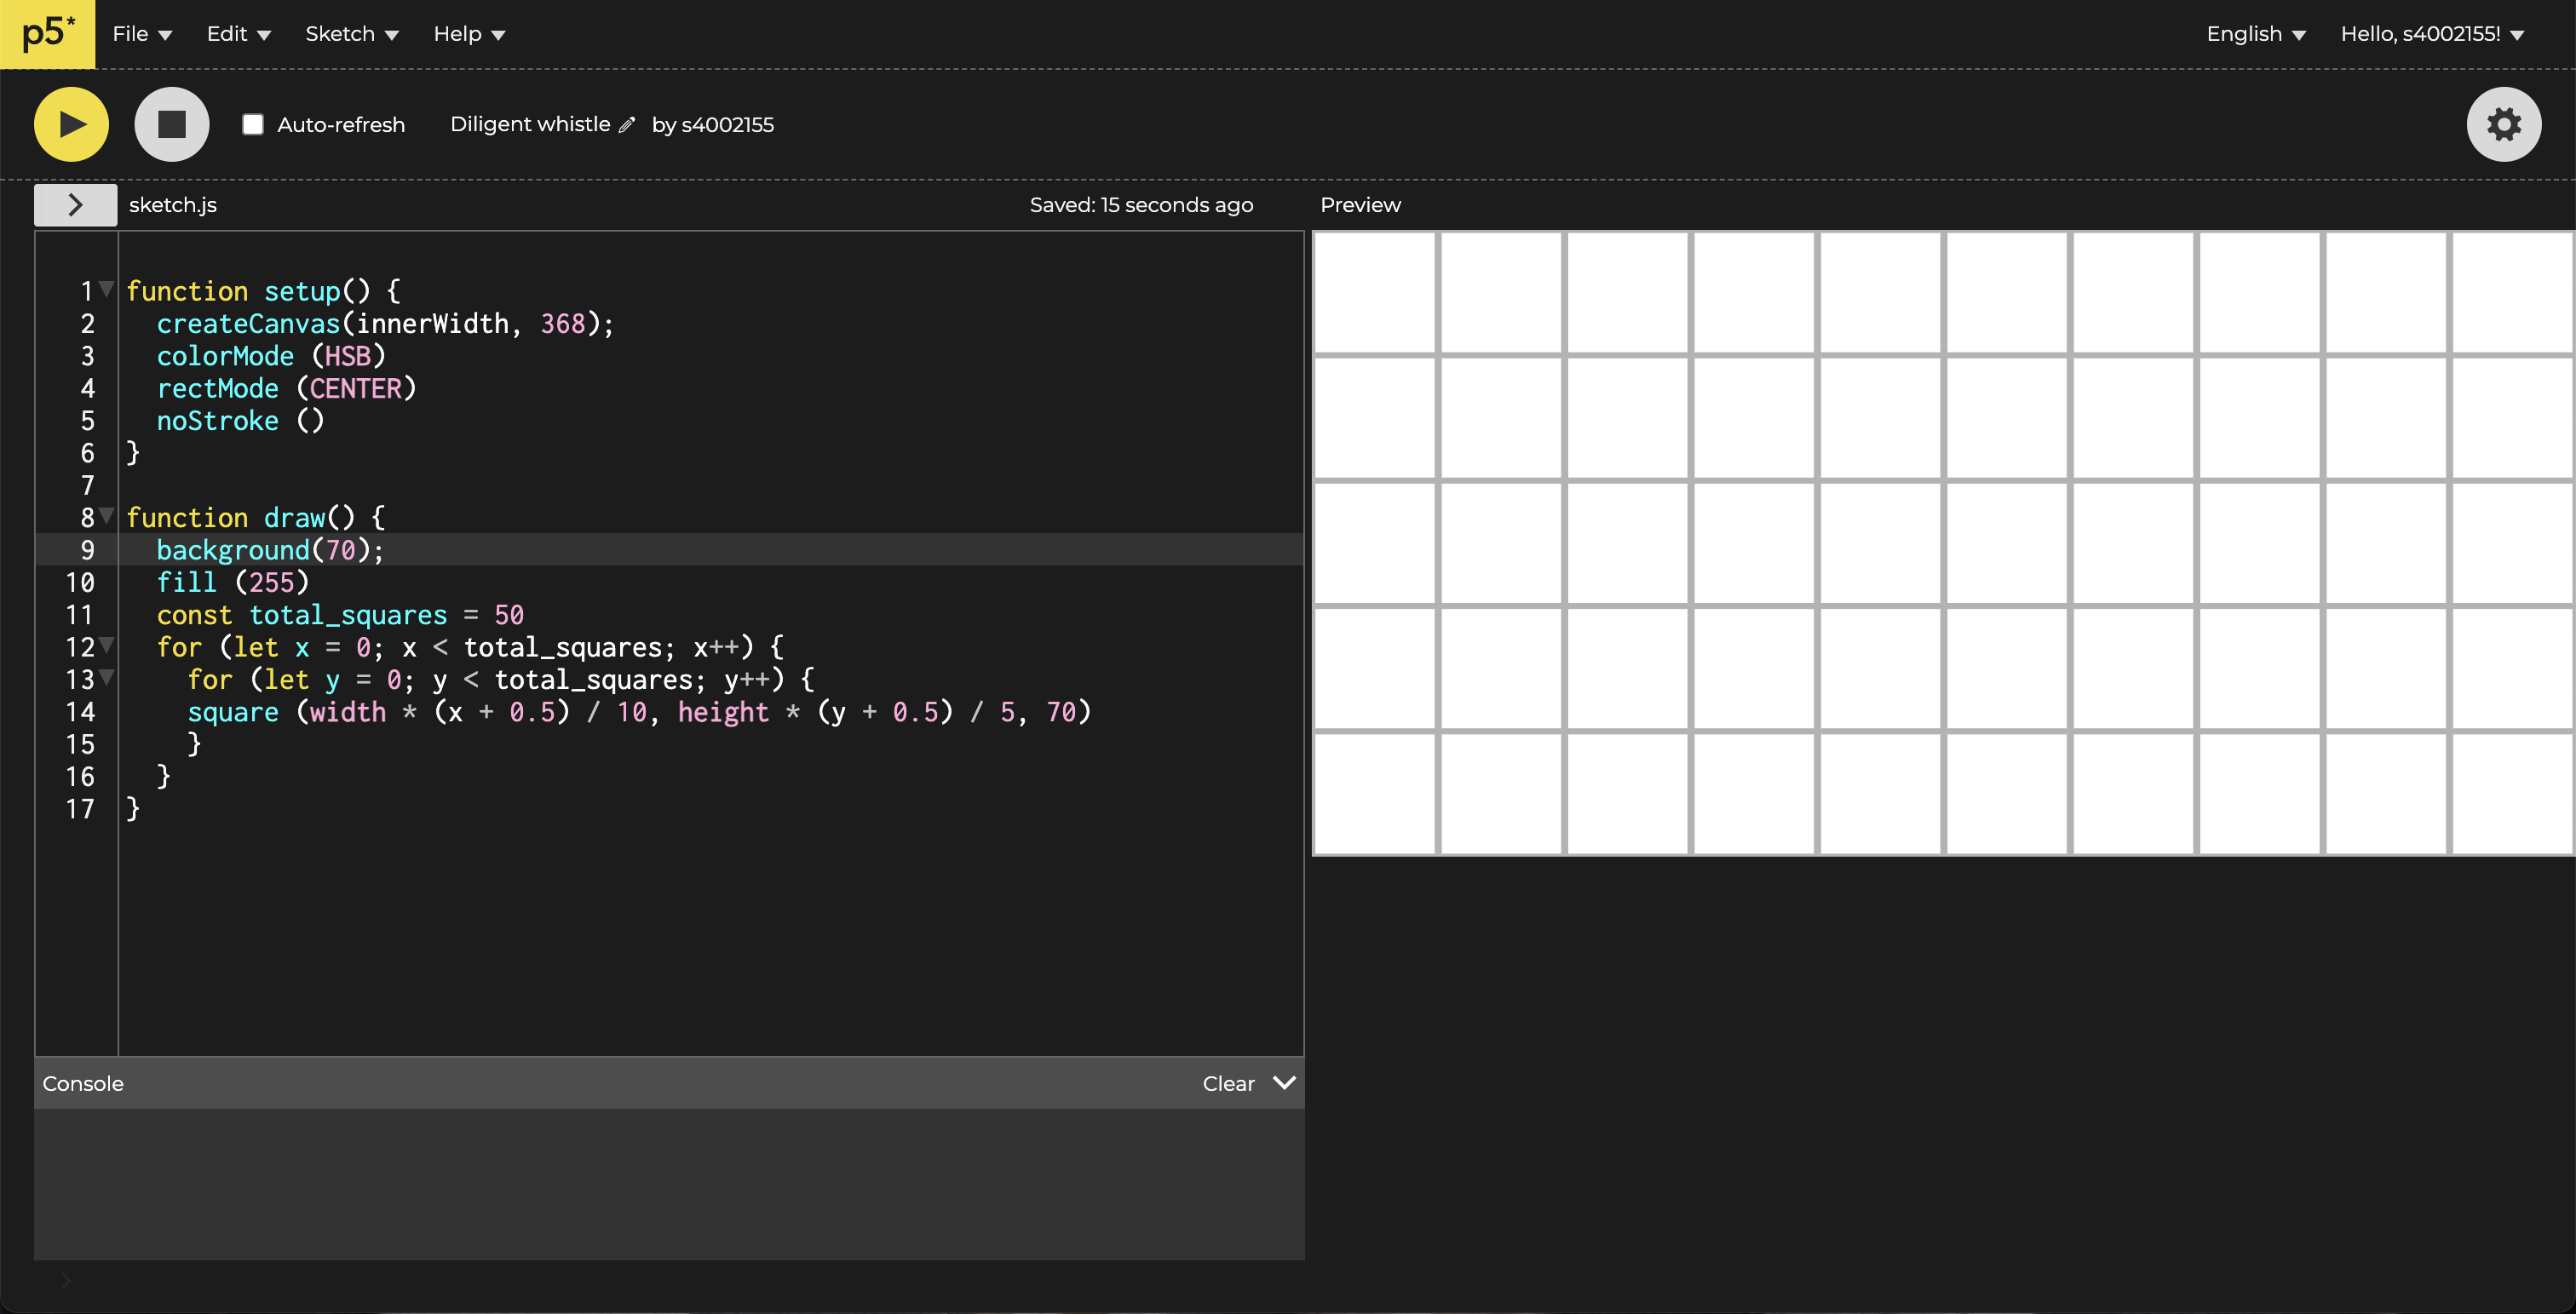 p5* File Edit Sketch Help English Hello, s4002155!
Auto-refresh Diligent whistle by s4002155
sketch.js Saved: 15 seconds ago Preview
1 function setup() {
2 createCanvas(innerWidth, 368);
3 colorMode (HSB)
4 rectMode (CENTER)
5 noStroke ()
6 }
7
8 function draw() {
9 background(70);
10 fill (255)
11 const total_squares = 50
12 for (let x = 0; x < total_squares; x++) {
13 for (let y = 0; y < total_squares; y++) {
14 square (width * (x + 0.5) / 10, height * (y + 0.5) / 5, 70)
15 }
16 }
17 }
Console Clear